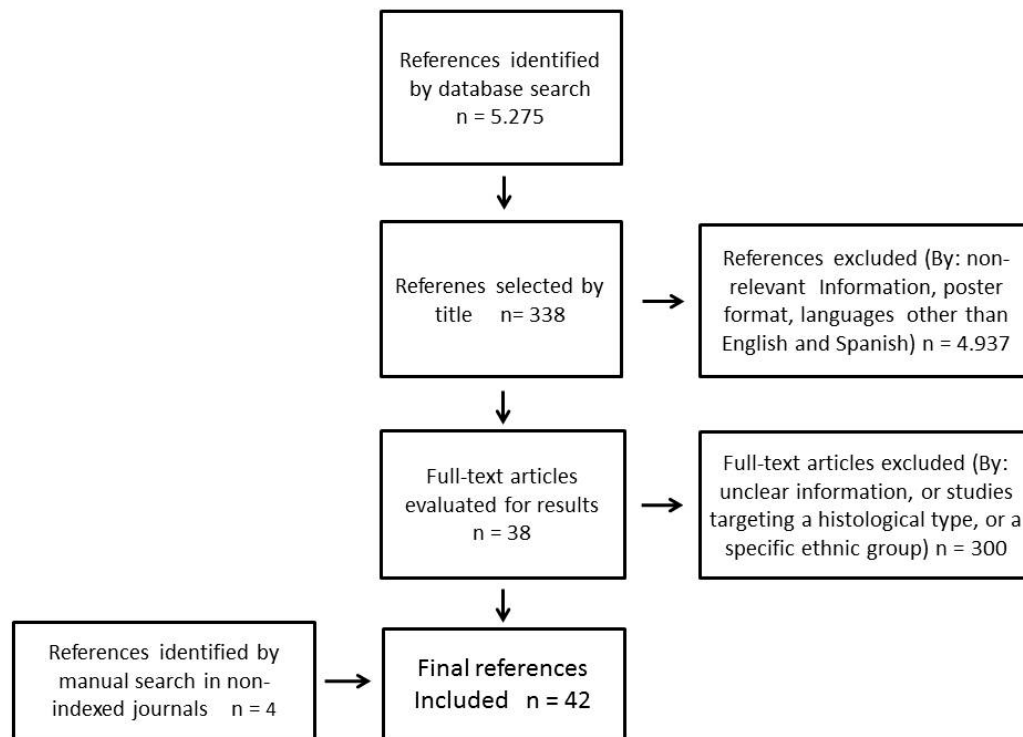 References identified
by database search
n = 5.275
Referenes selected by
title n= 338
References excluded (By: non-
relevant Information, poster
format, languages other than
English and Spanish) n = 4.937
Full-text articles
evaluated for results
n = 38
Full-text articles excluded (By:
unclear information, or studies
targeting a histological type, or a
specific ethnic group) n = 300
References identified by
manual search in non-
indexed journals n = 4
Final references
Included n = 42